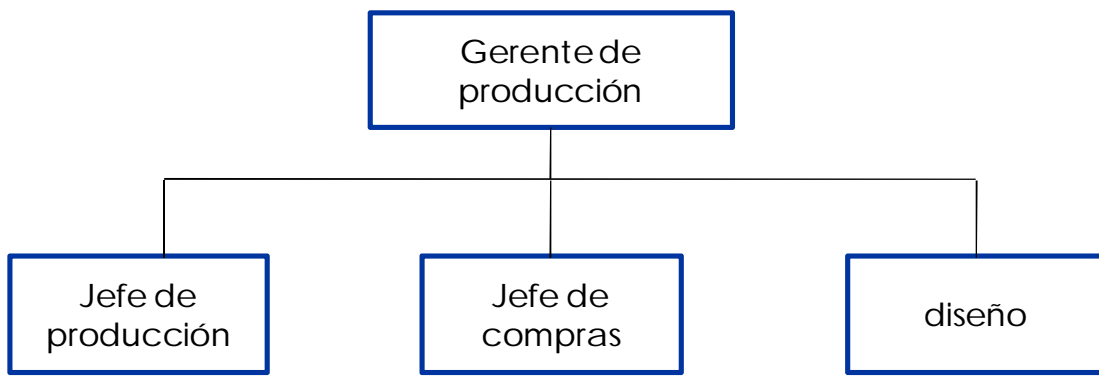 Gerente de
producción
Jefe de
producción
Jefe de
compras
diseño